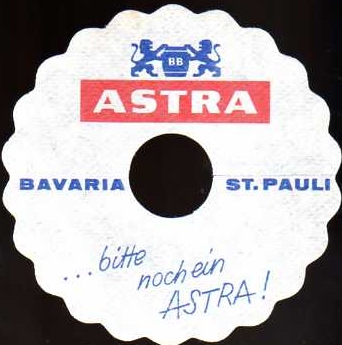 BB
ASTRA
BAVARIA ST. PAULI
...bitte
noch ein
ASTRA!